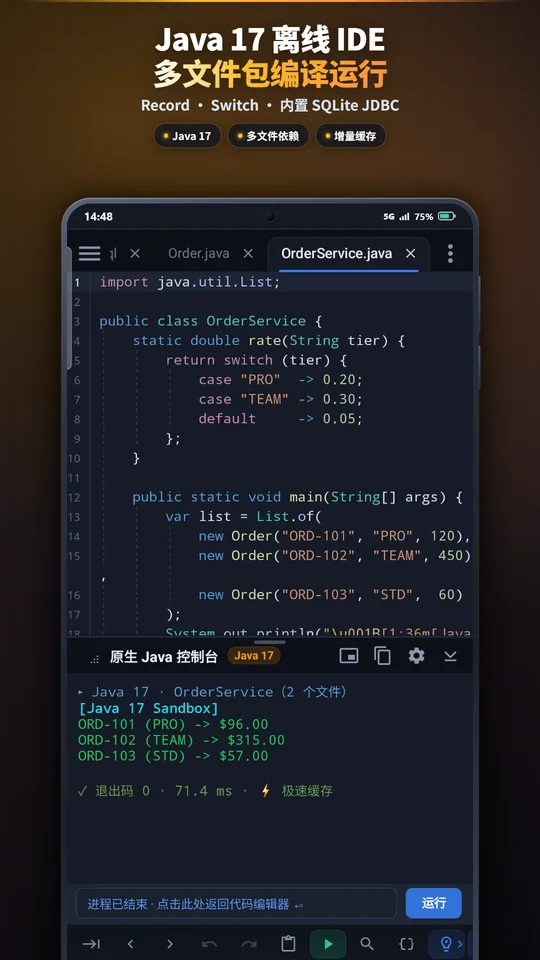 Java 17 离线 IDE
多文件包编译运行
Record • Switch • 内置 SQLite JDBC
Java 17 多文件依赖 增量缓存
14:48 5G 75%
Order.java OrderService.java
1 import java.util.List;
2
3 public class OrderService {
4 static double rate(String tier) {
5 return switch (tier) {
6 case "PRO" -> 0.20;
7 case "TEAM" -> 0.30;
8 default -> 0.05;
9 };
10 }
11
12 public static void main(String[] args) {
13 var list = List.of(
14 new Order("ORD-101", "PRO", 120),
15 new Order("ORD-102", "TEAM", 450)
,
16 new Order("ORD-103", "STD", 60)
17 );
18 System.out.println("\u001B[1;36m[Java
原生 Java 控制台 Java 17
▸ Java 17 · OrderService (2 个文件)
[Java 17 Sandbox]
ORD-101 (PRO) -> $96.00
ORD-102 (TEAM) -> $315.00
ORD-103 (STD) -> $57.00
✓ 退出码 0 · 71.4 ms · ⚡ 极速缓存
进程已结束 · 点击此处返回代码编辑器 ↩ 运行